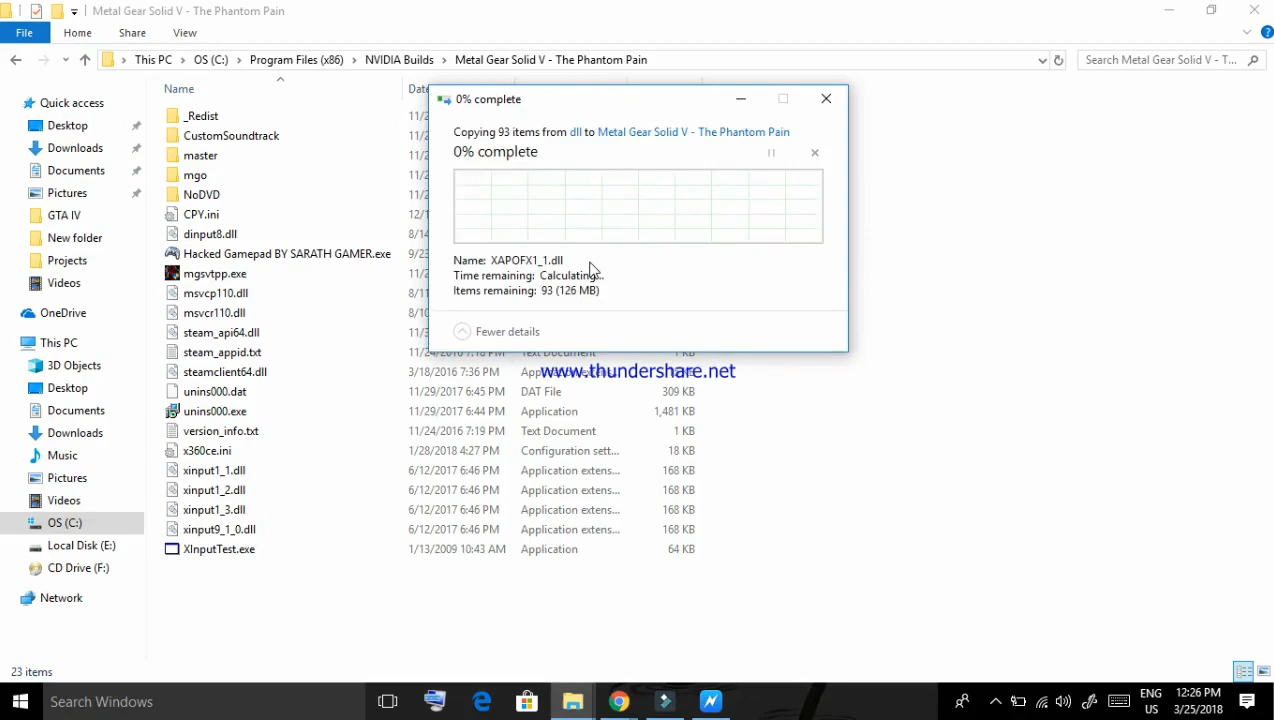 Metal Gear Solid V - The Phantom Pain
File Home Share View
This PC OS (C:) Program Files (x86) NVIDIA Builds Metal Gear Solid V - The Phantom Pain
Search Metal Gear Solid V - T...
Quick access
Desktop
Downloads
Documents
Pictures
GTA IV
New folder
Projects
Videos
OneDrive
This PC
3D Objects
Desktop
Documents
Downloads
Music
Pictures
Videos
OS (C:)
Local Disk (E:)
CD Drive (F:)
Network
Name
_Redist
CustomSoundtrack
master
mgo
NoDVD
CPY.ini
dinput8.dll
Hacked Gamepad BY SARATH GAMER.exe
mgsvtpp.exe
msvcp110.dll
msvcr110.dll
steam_api64.dll
steam_appid.txt
steamclient64.dll 3/18/2016 7:36 PM
unins000.dat 11/29/2017 6:45 PM DAT File 309 KB
unins000.exe 11/29/2017 6:44 PM Application 1,481 KB
version_info.txt 11/24/2016 7:19 PM Text Document 1 KB
x360ce.ini 1/28/2018 4:27 PM Configuration sett... 18 KB
xinput1_1.dll 6/12/2017 6:46 PM Application extens... 168 KB
xinput1_2.dll 6/12/2017 6:46 PM Application extens... 168 KB
xinput1_3.dll 6/12/2017 6:46 PM Application extens... 168 KB
xinput9_1_0.dll 6/12/2017 6:46 PM Application extens... 168 KB
XInputTest.exe 1/13/2009 10:43 AM Application 64 KB
0% complete
Copying 93 items from dll to Metal Gear Solid V - The Phantom Pain
0% complete
Name: XAPOFX1_1.dll
Time remaining: Calculating...
Items remaining: 93 (126 MB)
Fewer details
www.thundershare.net
23 items
Search Windows
ENG
US
12:26 PM
3/25/2018